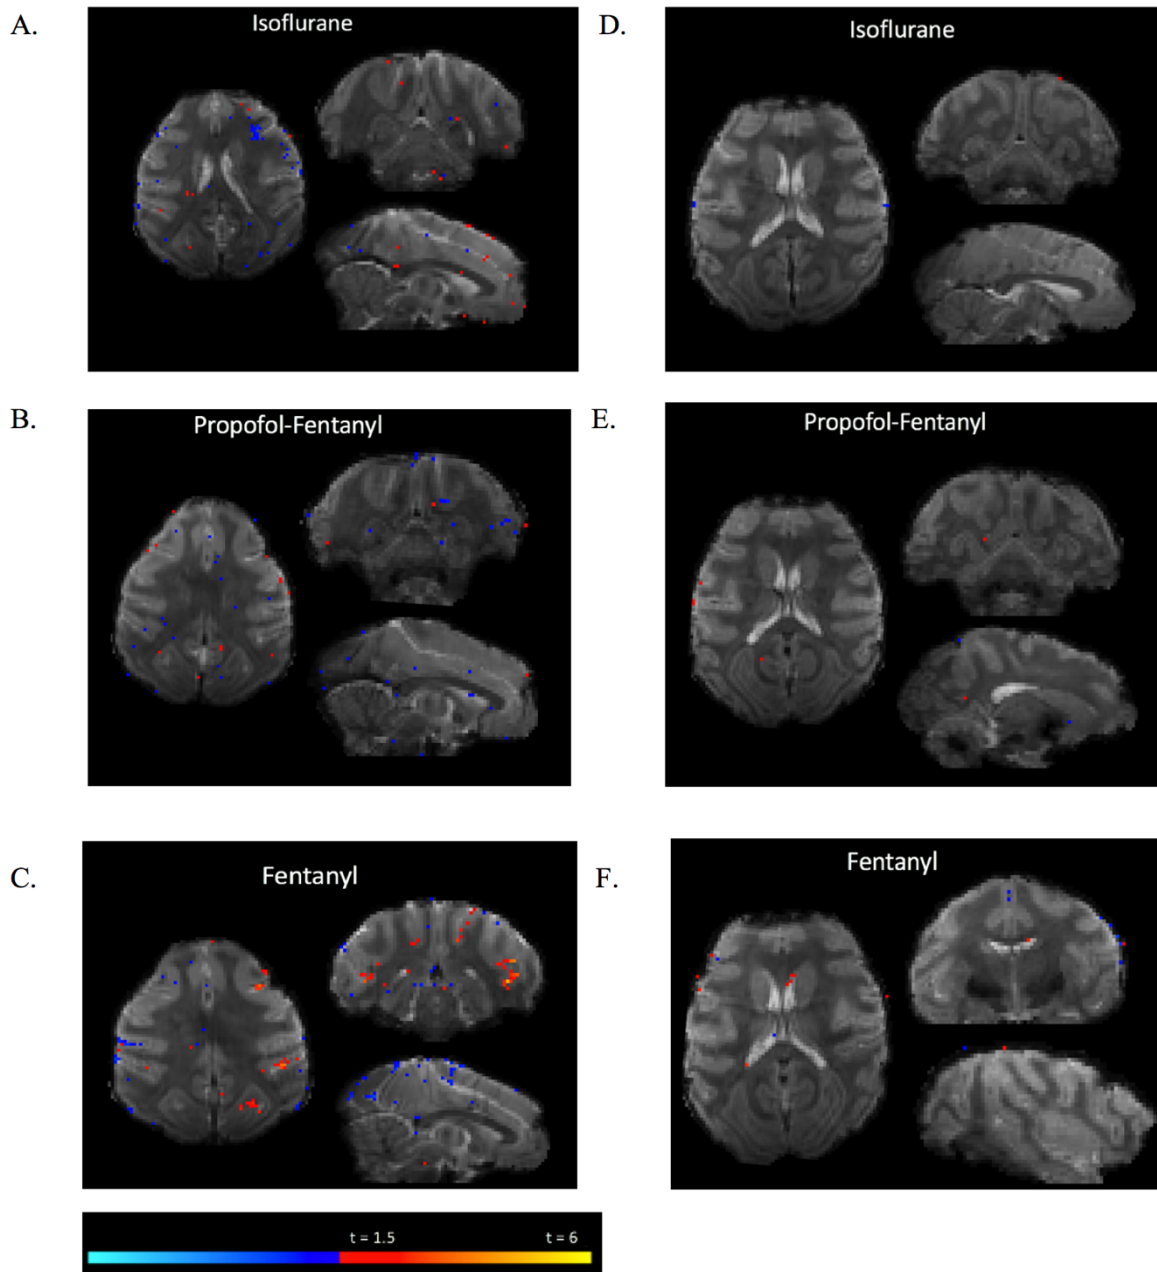 A.
Isoflurane
D.
Isoflurane
B.
Propofol-Fentanyl
E.
Propofol-Fentanyl
C.
Fentanyl
F.
Fentanyl
t = 1.5
t = 6